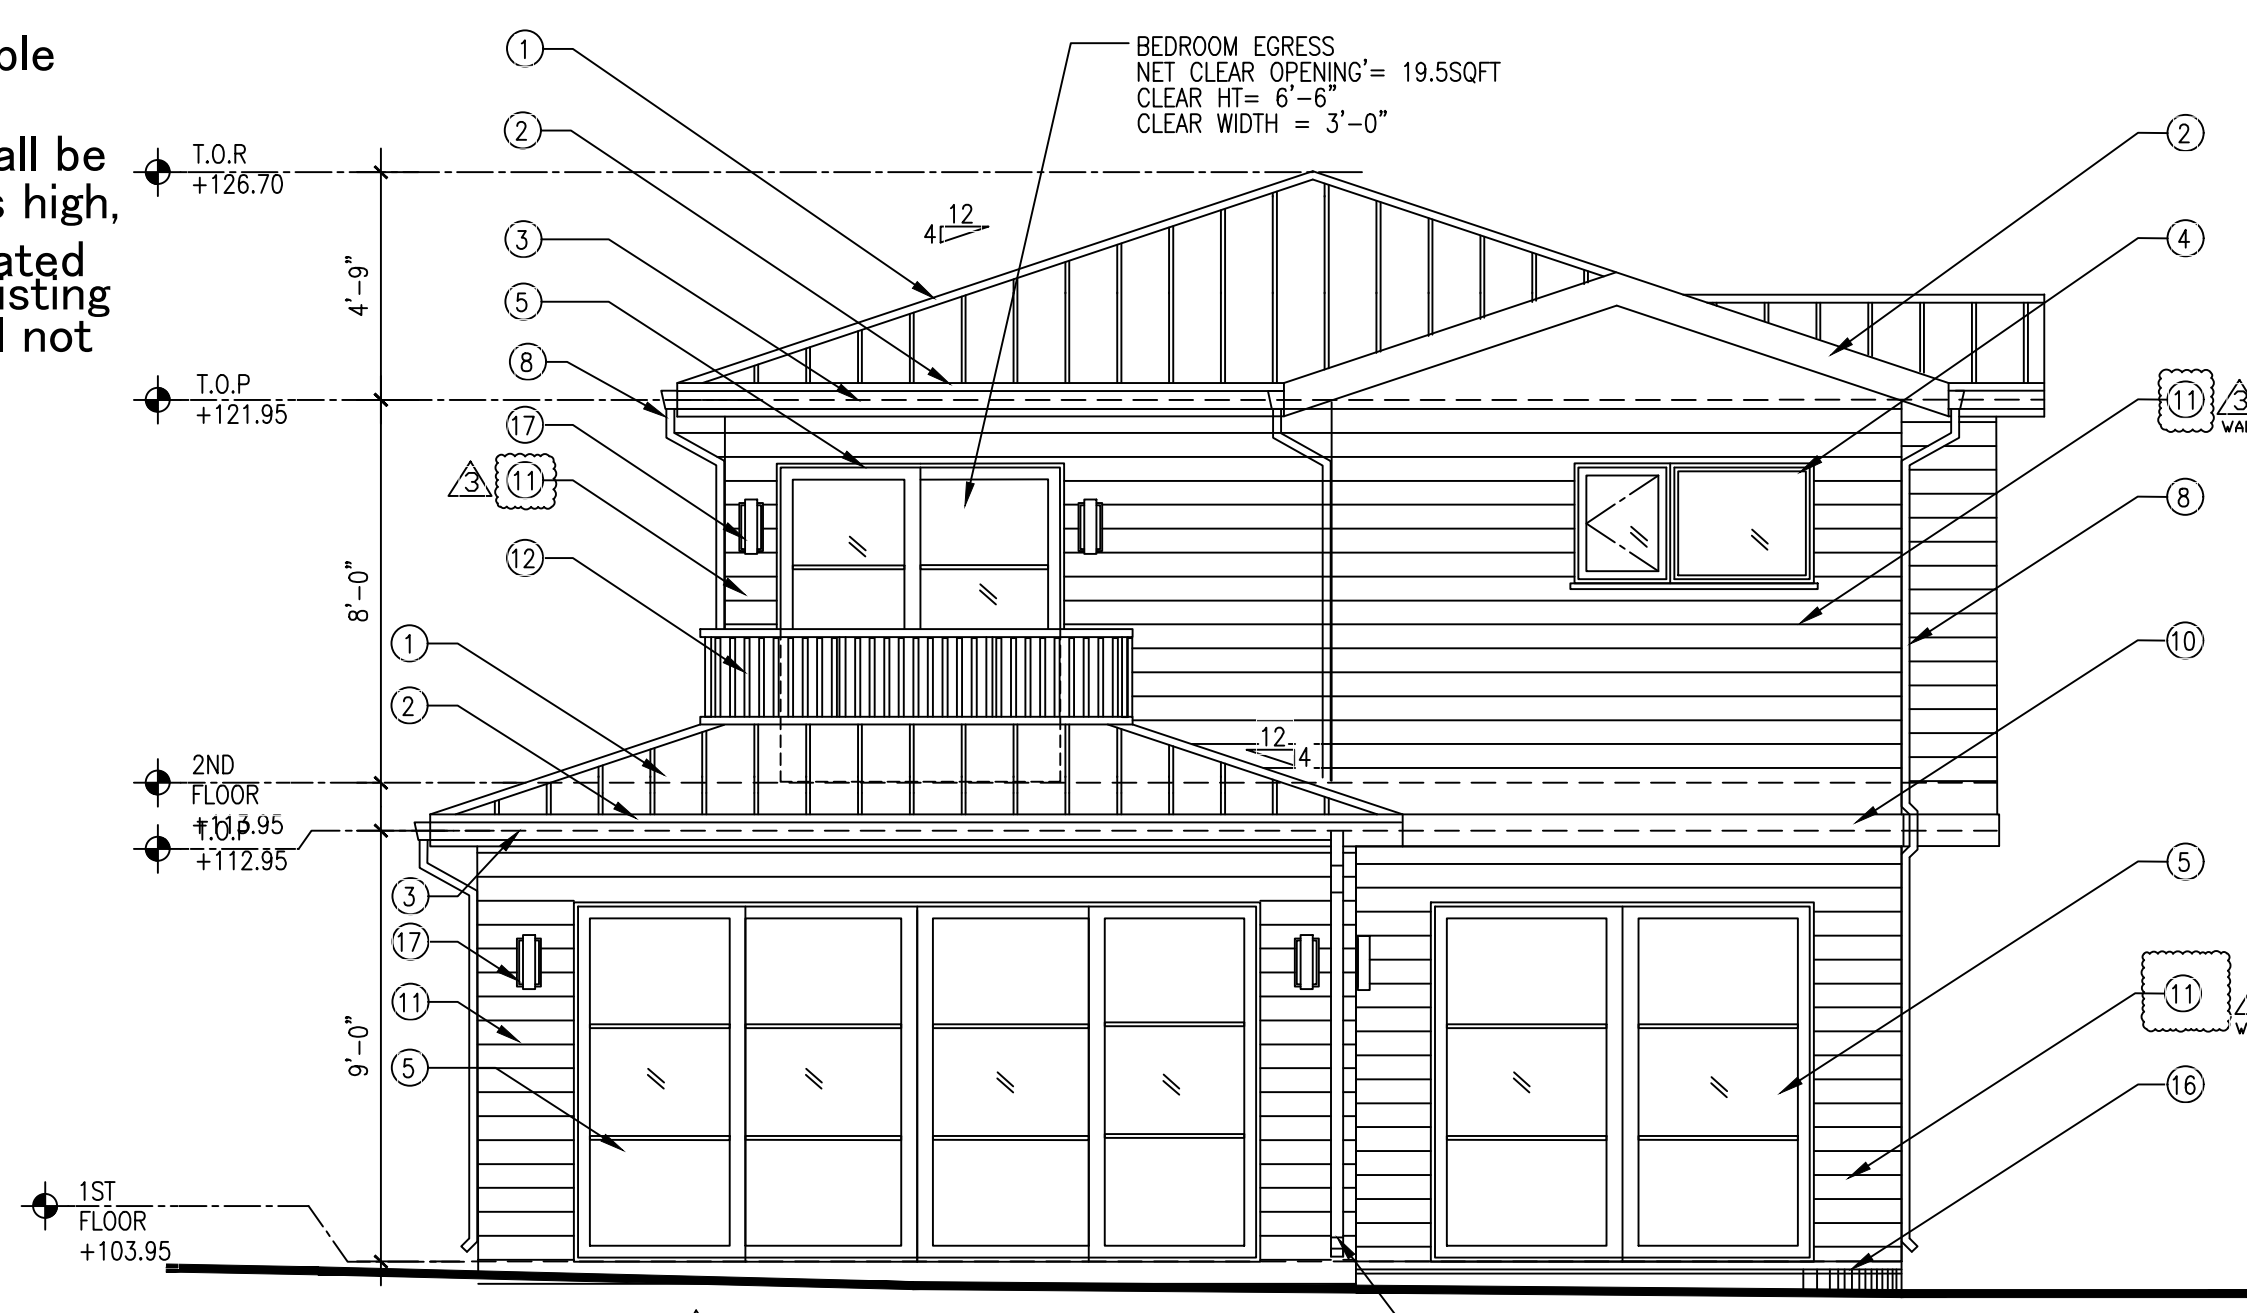 ble
all be
s high,
ated
isting
d not
T.O.R
+126.70
T.O.P
+121.95
2ND
FLOOR
+113.95
T.O.P
+112.95
1ST
FLOOR
+103.95
4'-9"
8'-0"
9'-0"
BEDROOM EGRESS
NET CLEAR OPENING'= 19.5SQFT
CLEAR HT= 6'-6"
CLEAR WIDTH = 3'-0"
12
4
12
4
1
2
3
5
8
17
3 11
12
1
2
3
17
11
5
2
4
11 3
8
10
5
11
16